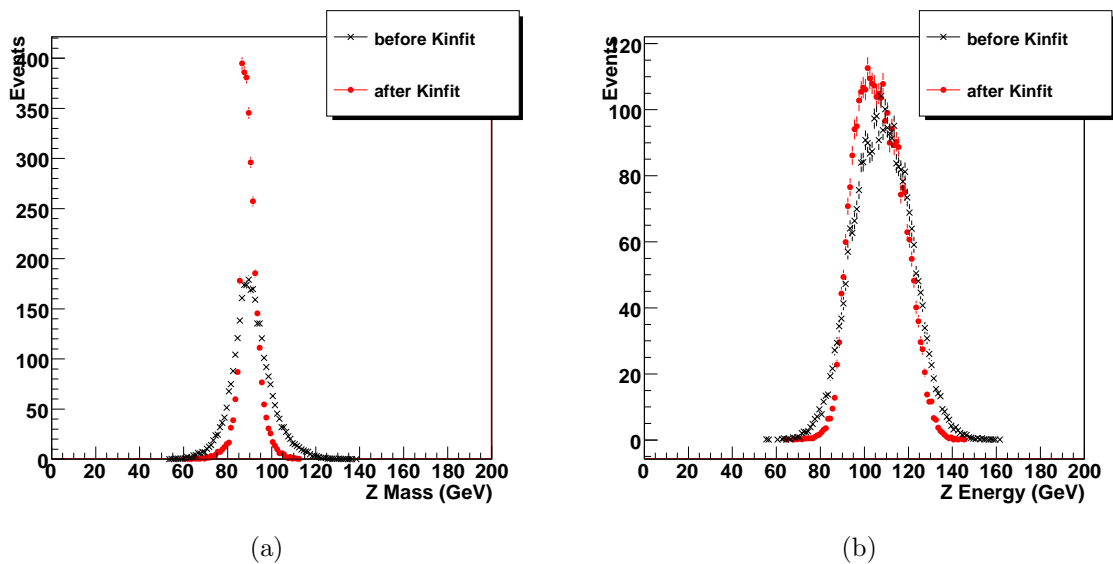 before Kinfit
after Kinfit
Events
400
350
300
250
200
150
100
50
0
0 20 40 60 80 100 120 140 160 180 200
Z Mass (GeV)
(a)
before Kinfit
after Kinfit
Events
120
100
80
60
40
20
0
0 20 40 60 80 100 120 140 160 180 200
Z Energy (GeV)
(b)